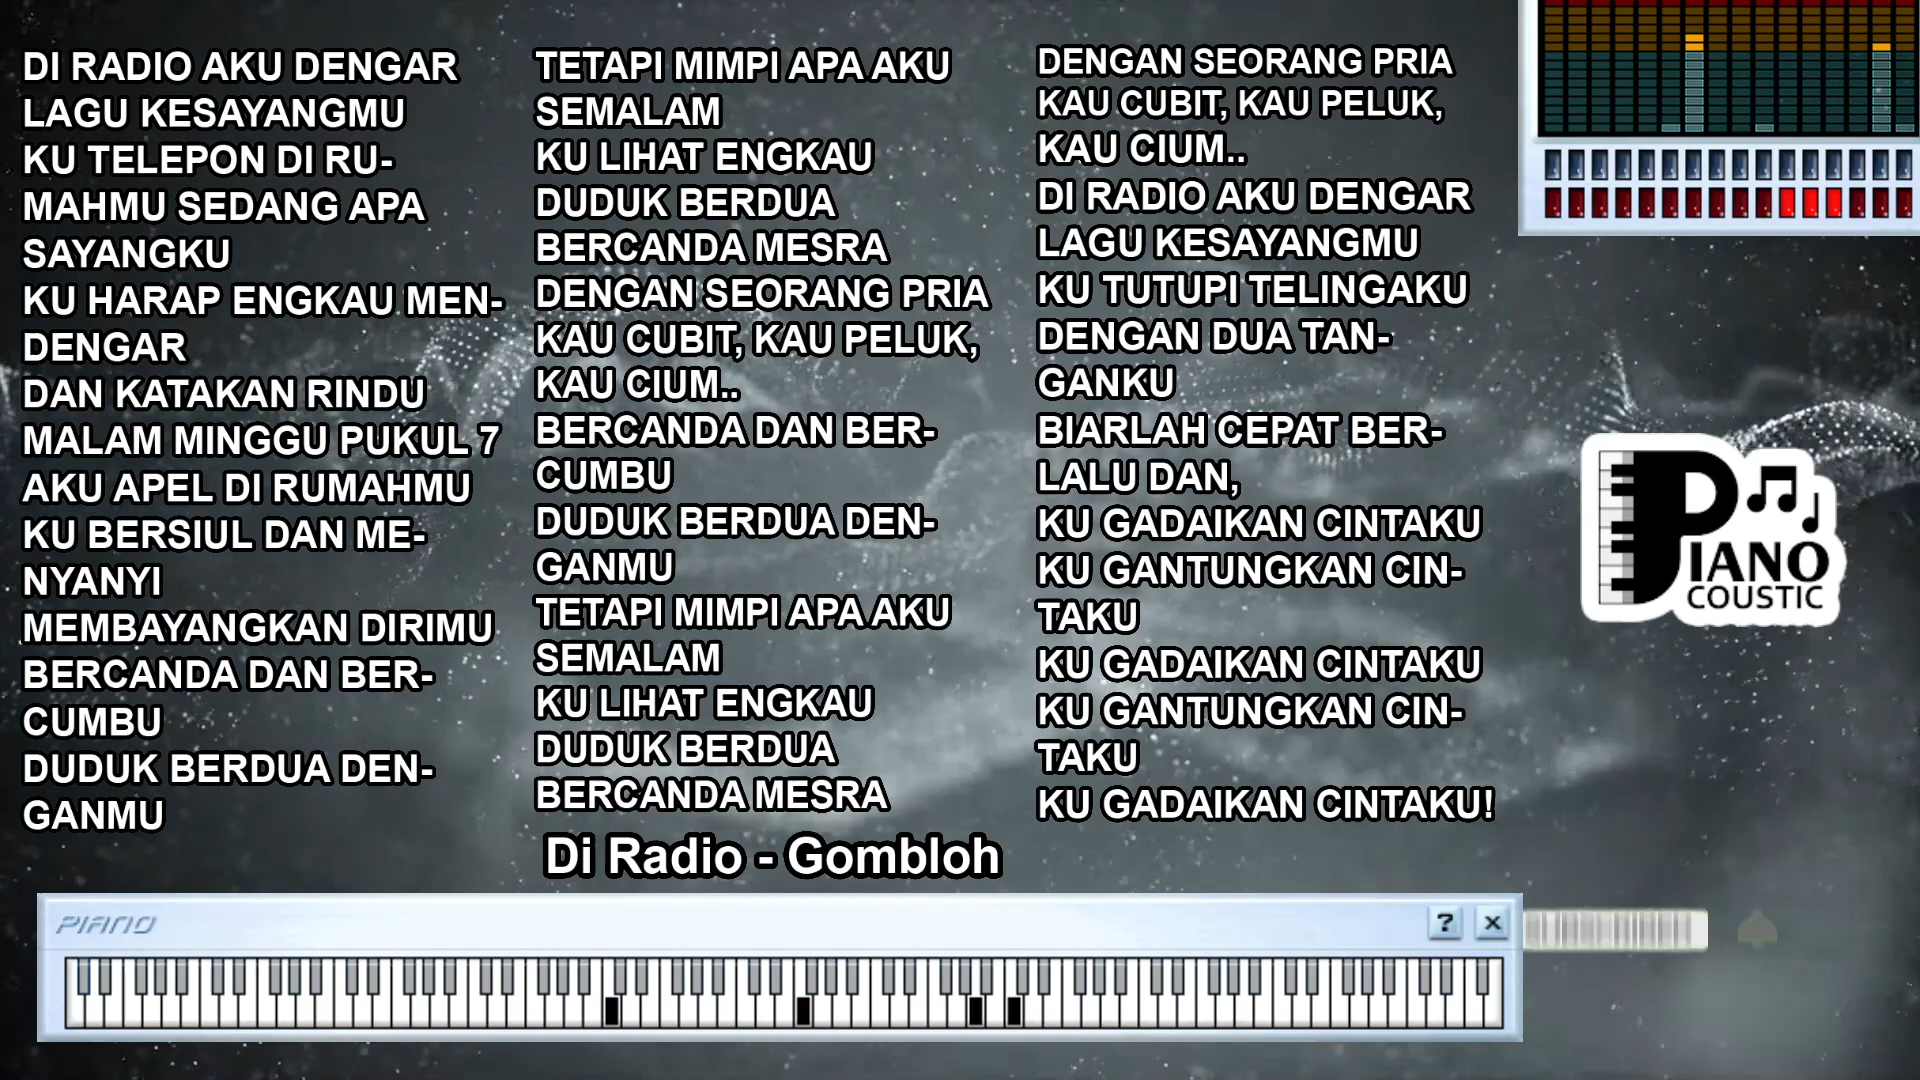 DI RADIO AKU DENGAR
LAGU KESAYANGMU
KU TELEPON DI RU-
MAHMU SEDANG APA
SAYANGKU
KU HARAP ENGKAU MEN-
DENGAR
DAN KATAKAN RINDU
MALAM MINGGU PUKUL 7
AKU APEL DI RUMAHMU
KU BERSIUL DAN ME-
NYANYI
MEMBAYANGKAN DIRIMU
BERCANDA DAN BER-
CUMBU
DUDUK BERDUA DEN-
GANMU
TETAPI MIMPI APA AKU
SEMALAM
KU LIHAT ENGKAU
DUDUK BERDUA
BERCANDA MESRA
DENGAN SEORANG PRIA
KAU CUBIT, KAU PELUK,
KAU CIUM..
BERCANDA DAN BER-
CUMBU
DUDUK BERDUA DEN-
GANMU
TETAPI MIMPI APA AKU
SEMALAM
KU LIHAT ENGKAU
DUDUK BERDUA
BERCANDA MESRA
DENGAN SEORANG PRIA
KAU CUBIT, KAU PELUK,
KAU CIUM..
DI RADIO AKU DENGAR
LAGU KESAYANGMU
KU TUTUPI TELINGAKU
DENGAN DUA TAN-
GANKU
BIARLAH CEPAT BER-
LALU DAN,
KU GADAIKAN CINTAKU
KU GANTUNGKAN CIN-
TAKU
KU GADAIKAN CINTAKU
KU GANTUNGKAN CIN-
TAKU
KU GADAIKAN CINTAKU!
Di Radio - Gombloh
PIANO
COUSTIC
PIANO
? x